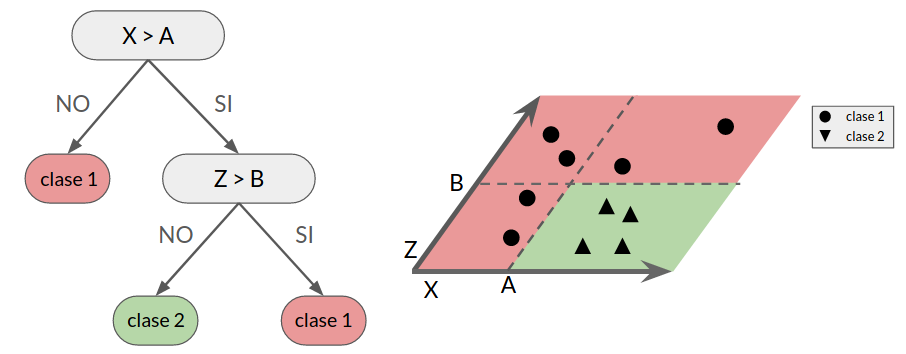 X > A
NO
SI
clase 1
Z > B
NO
SI
clase 2
clase 1
B
Z
X
A
clase 1
clase 2